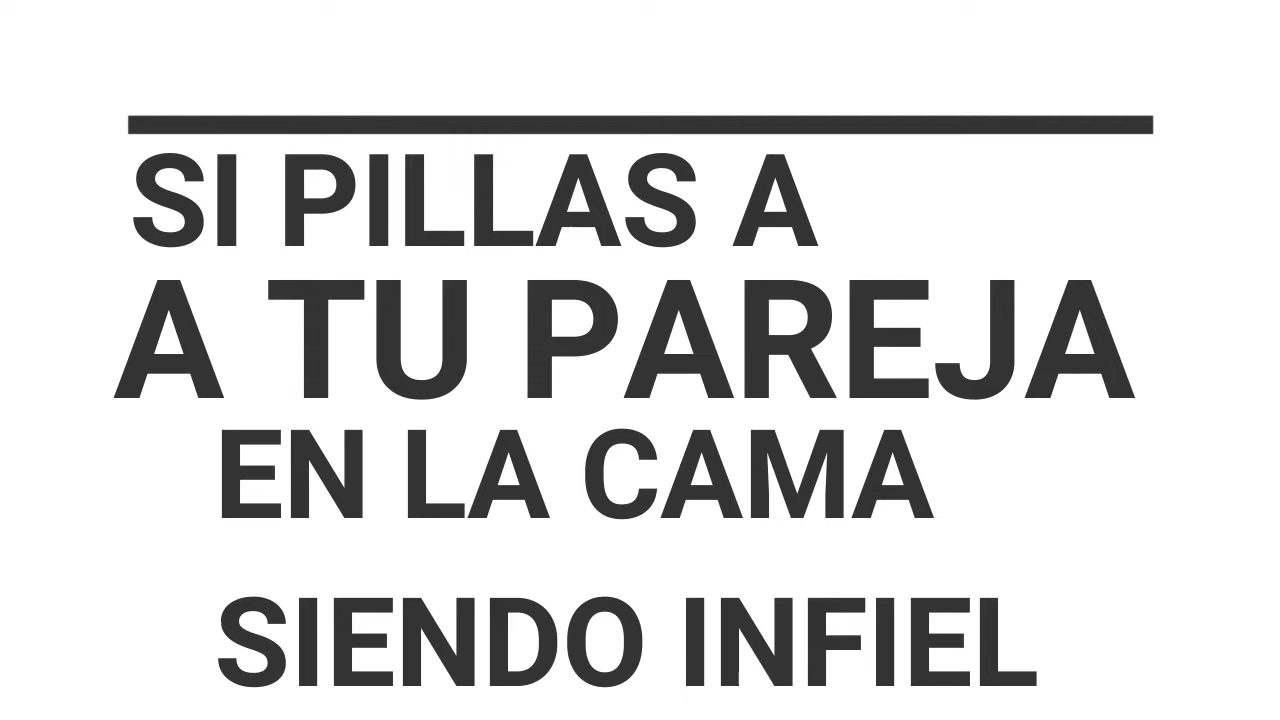 SI PILLAS A
A TU PAREJA
EN LA CAMA
SIENDO INFIEL